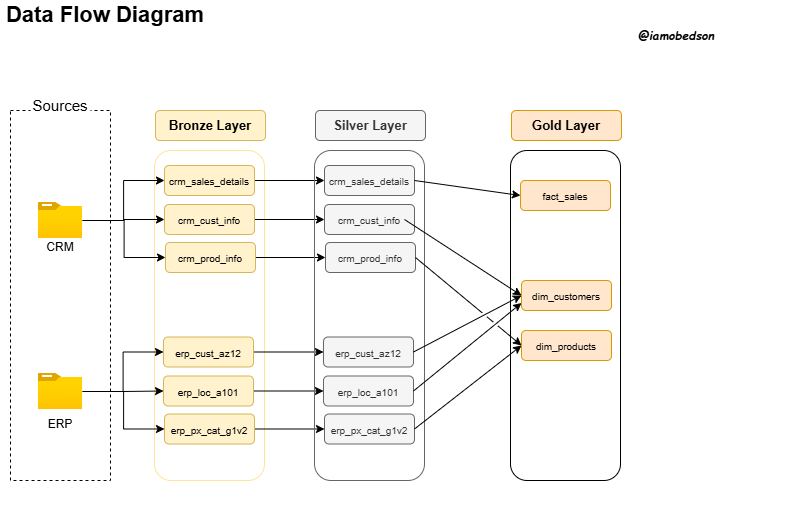 Data Flow Diagram
@iamobedson
Sources
Bronze Layer
Silver Layer
Gold Layer
crm_sales_details
crm_sales_details
fact_sales
crm_cust_info
crm_cust_info
CRM
crm_prod_info
crm_prod_info
dim_customers
dim_products
erp_cust_az12
erp_cust_az12
erp_loc_a101
erp_loc_a101
ERP
erp_px_cat_g1v2
erp_px_cat_g1v2